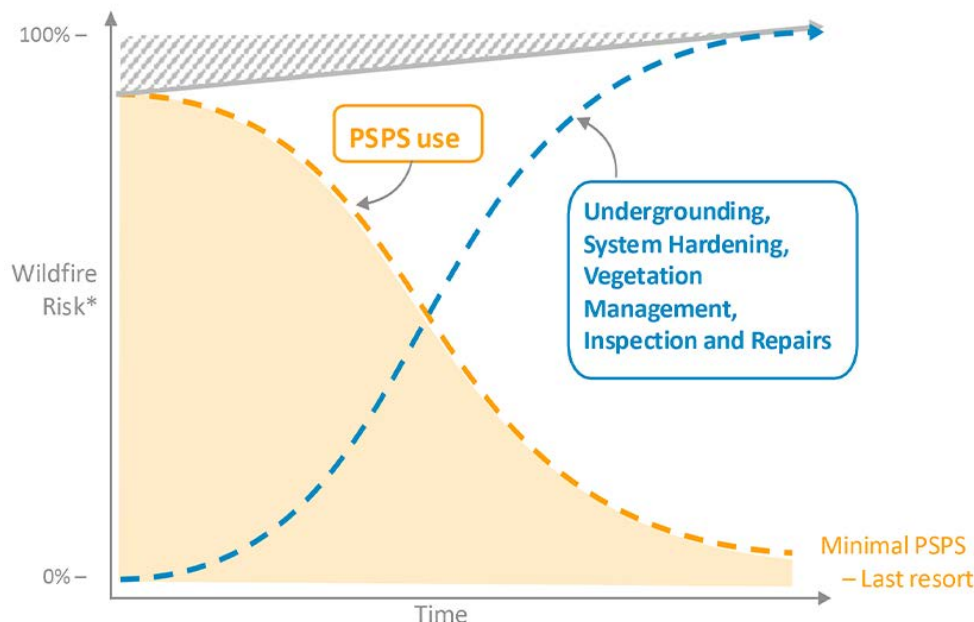 100% –
PSPS use
Undergrounding,
System Hardening,
Vegetation
Management,
Inspection and Repairs
Wildfire
Risk*
Minimal PSPS
– Last resort
0% –
Time